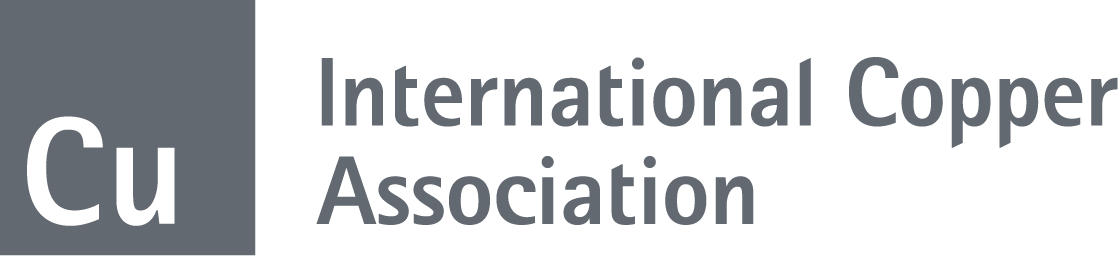 Cu
International Copper
Association